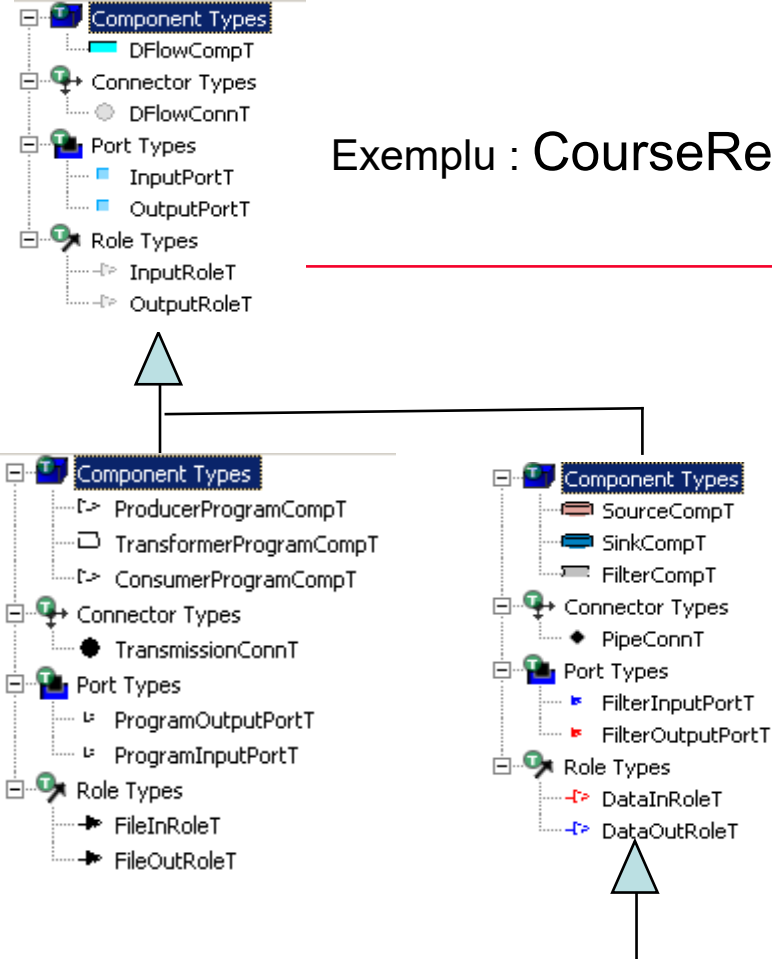 Component Types
DFlowCompT
Connector Types
DFlowConnT
Port Types
InputPortT
OutputPortT
Role Types
InputRoleT
OutputRoleT
Exemplu : CourseRe
Component Types
ProducerProgramCompT
TransformerProgramCompT
ConsumerProgramCompT
Connector Types
TransmissionConnT
Port Types
ProgramOutputPortT
ProgramInputPortT
Role Types
FileInRoleT
FileOutRoleT
Component Types
SourceCompT
SinkCompT
FilterCompT
Connector Types
PipeConnT
Port Types
FilterInputPortT
FilterOutputPortT
Role Types
DataInRoleT
DataOutRoleT